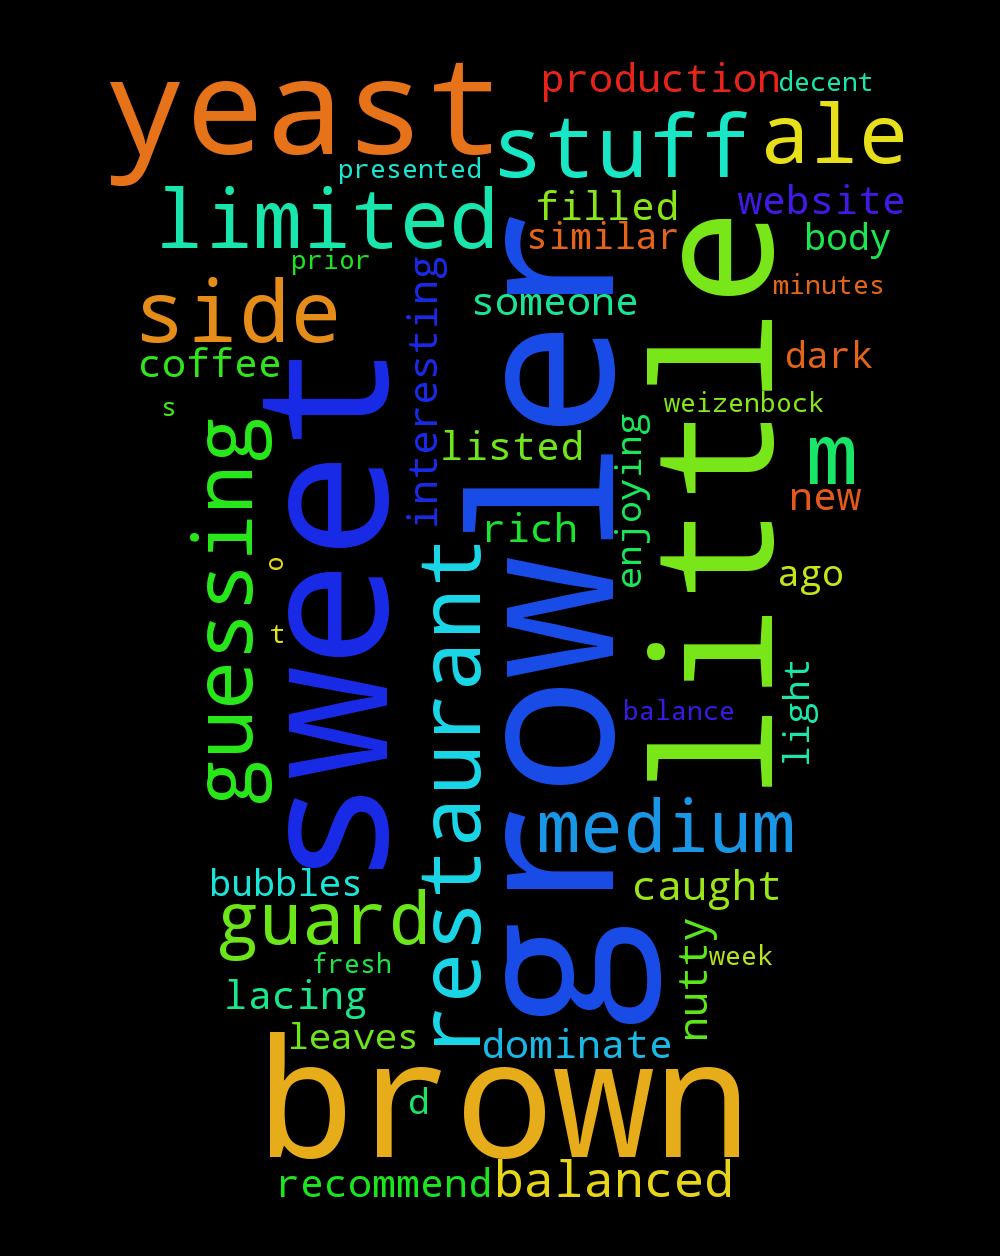 yeast
production
decent
stuff
ale
presented
limited
filled
website
similar
body
prior
minutes
side
someone
interesting
growler
little
coffee
dark
sweet
s
weizenbock
guessing
listed
enjoying
m
new
rich
restaurant
o
ago
t
light
balance
medium
bubbles
caught
guard
nutty
week
fresh
lacing
leaves
dominate
brown
d
recommend
balanced